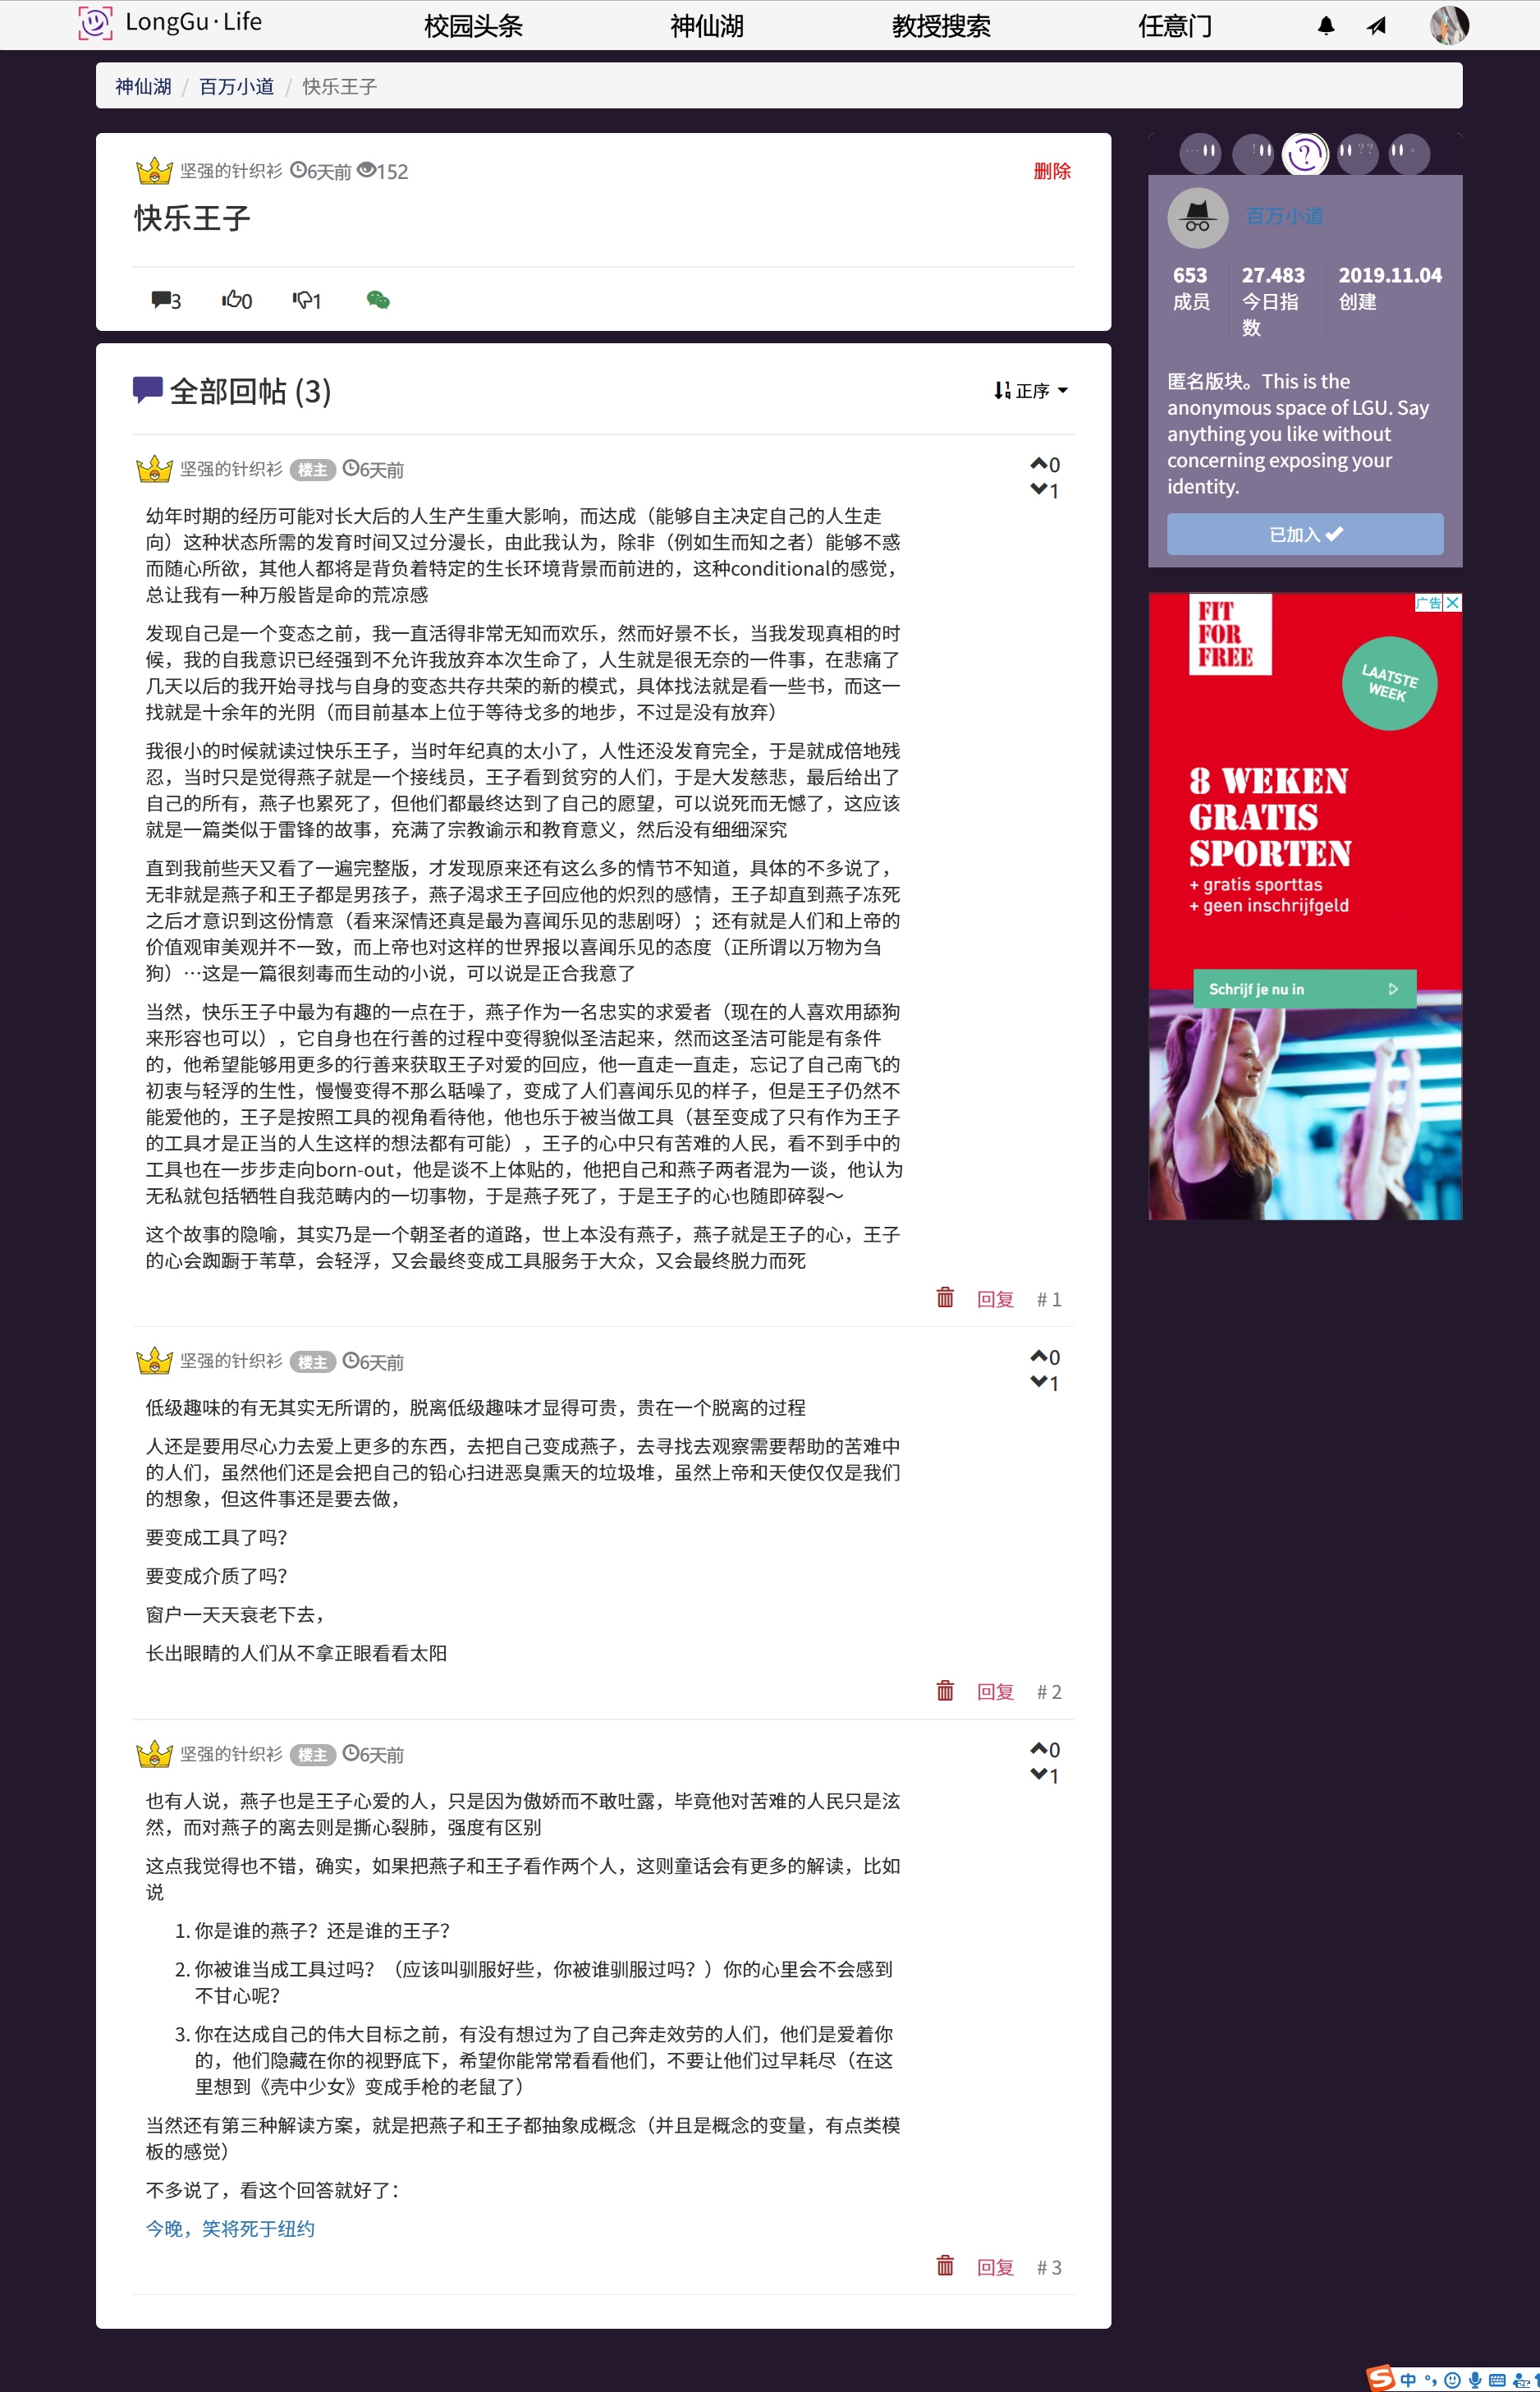 LongGu·Life
校园头条
神仙湖
教授搜索
任意门
神仙湖 / 百万小道 / 快乐王子
坚强的针织衫 6天前 152
删除
快乐王子
3 0 1
全部回帖 (3)
正序
坚强的针织衫 楼主 6天前
0
1
幼年时期的经历可能对长大后的人生产生重大影响，而达成（能够自主决定自己的人生走
向）这种状态所需的发育时间又过分漫长，由此我认为，除非（例如生而知之者）能够不惑
而随心所欲，其他人都将是背负着特定的生长环境背景而前进的，这种conditional的感觉，
总让我有一种万般皆是命的荒凉感
发现自己是一个变态之前，我一直活得非常无知而欢乐，然而好景不长，当我发现真相的时
候，我的自我意识已经强到不允许我放弃本次生命了，人生就是很无奈的一件事，在悲痛了
几天以后的我开始寻找与自身的变态共存共荣的新的模式，具体找法就是看一些书，而这一
找就是十余年的光阴（而目前基本上位于等待戈多的地步，不过是没有放弃）
我很小的时候就读过快乐王子，当时年纪真的太小了，人性还没发育完全，于是就成倍地残
忍，当时只是觉得燕子就是一个接线员，王子看到贫穷的人们，于是大发慈悲，最后给出了
自己的所有，燕子也累死了，但他们都最终达到了自己的愿望，可以说死而无憾了，这应该
就是一篇类似于雷锋的故事，充满了宗教谕示和教育意义，然后没有细细深究
直到我前些天又看了一遍完整版，才发现原来还有这么多的情节不知道，具体的不多说了，
无非就是燕子和王子都是男孩子，燕子渴求王子回应他的炽烈的感情，王子却直到燕子冻死
之后才意识到这份情意（看来深情还真是最为喜闻乐见的悲剧呀）；还有就是人们和上帝的
价值观审美观并不一致，而上帝也对这样的世界报以喜闻乐见的态度（正所谓以万物为刍
狗）…这是一篇很刻毒而生动的小说，可以说是正合我意了
当然，快乐王子中最为有趣的一点在于，燕子作为一名忠实的求爱者（现在的人喜欢用舔狗
来形容也可以），它自身也在行善的过程中变得貌似圣洁起来，然而这圣洁可能是有条件
的，他希望能够用更多的行善来获取王子对爱的回应，他一直走一直走，忘记了自己南飞的
初衷与轻浮的生性，慢慢变得不那么聒噪了，变成了人们喜闻乐见的样子，但是王子仍然不
能爱他的，王子是按照工具的视角看待他，他也乐于被当做工具（甚至变成了只有作为王子
的工具才是正当的人生这样的想法都有可能），王子的心中只有苦难的人民，看不到手中的
工具也在一步步走向born-out，他是谈不上体贴的，他把自己和燕子两者混为一谈，他认为
无私就包括牺牲自我范畴内的一切事物，于是燕子死了，于是王子的心也随即碎裂～
这个故事的隐喻，其实乃是一个朝圣者的道路，世上本没有燕子，燕子就是王子的心，王子
的心会踟蹰于苇草，会轻浮，又会最终变成工具服务于大众，又会最终脱力而死
回复 # 1
坚强的针织衫 楼主 6天前
0
1
低级趣味的有无其实无所谓的，脱离低级趣味才显得可贵，贵在一个脱离的过程
人还是要用尽心力去爱上更多的东西，去把自己变成燕子，去寻找去观察需要帮助的苦难中
的人们，虽然他们还是会把自己的铅心扫进恶臭熏天的垃圾堆，虽然上帝和天使仅仅是我们
的想象，但这件事还是要去做，
要变成工具了吗？
要变成介质了吗？
窗户一天天衰老下去，
长出眼睛的人们从不拿正眼看看太阳
回复 # 2
坚强的针织衫 楼主 6天前
0
1
也有人说，燕子也是王子心爱的人，只是因为傲娇而不敢吐露，毕竟他对苦难的人民只是泫
然，而对燕子的离去则是撕心裂肺，强度有区别
这点我觉得也不错，确实，如果把燕子和王子看作两个人，这则童话会有更多的解读，比如
说
1. 你是谁的燕子？还是谁的王子？
2. 你被谁当成工具过吗？（应该叫驯服好些，你被谁驯服过吗？）你的心里会不会感到
不甘心呢？
3. 你在达成自己的伟大目标之前，有没有想过为了自己奔走效劳的人们，他们是爱着你
的，他们隐藏在你的视野底下，希望你能常常看看他们，不要让他们过早耗尽（在这
里想到《壳中少女》变成手枪的老鼠了）
当然还有第三种解读方案，就是把燕子和王子都抽象成概念（并且是概念的变量，有点类模
板的感觉）
不多说了，看这个回答就好了：
今晚，笑将死于纽约
回复 # 3
百万小道
653
成员
27.483
今日指
数
2019.11.04
创建
匿名版块。This is the
anonymous space of LGU. Say
anything you like without
concerning exposing your
identity.
已加入
广告
FIT
FOR
FREE
LAATSTE
WEEK
8 WEKEN
GRATIS
SPORTEN
+ gratis sporttas
+ geen inschrijfgeld
Schrijf je nu in
中